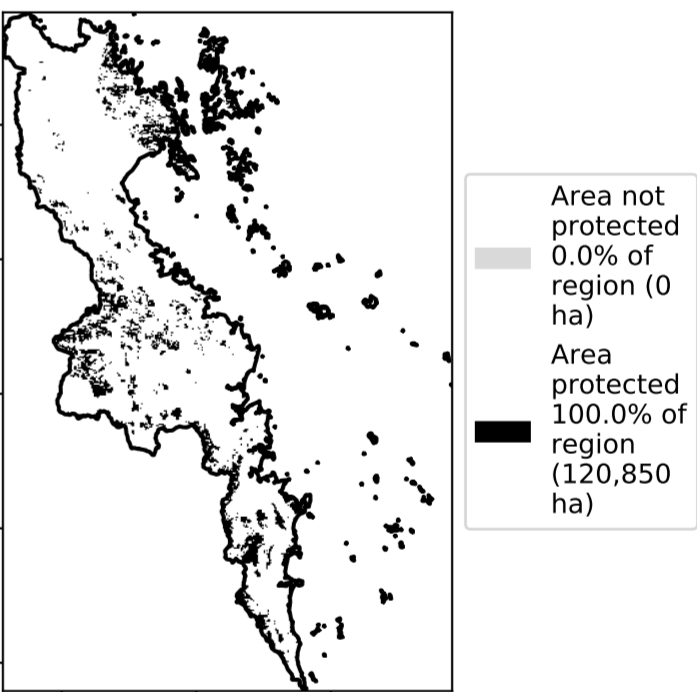 Area not
protected
0.0% of
region (0
ha)
Area
protected
100.0% of
region
(120,850
ha)